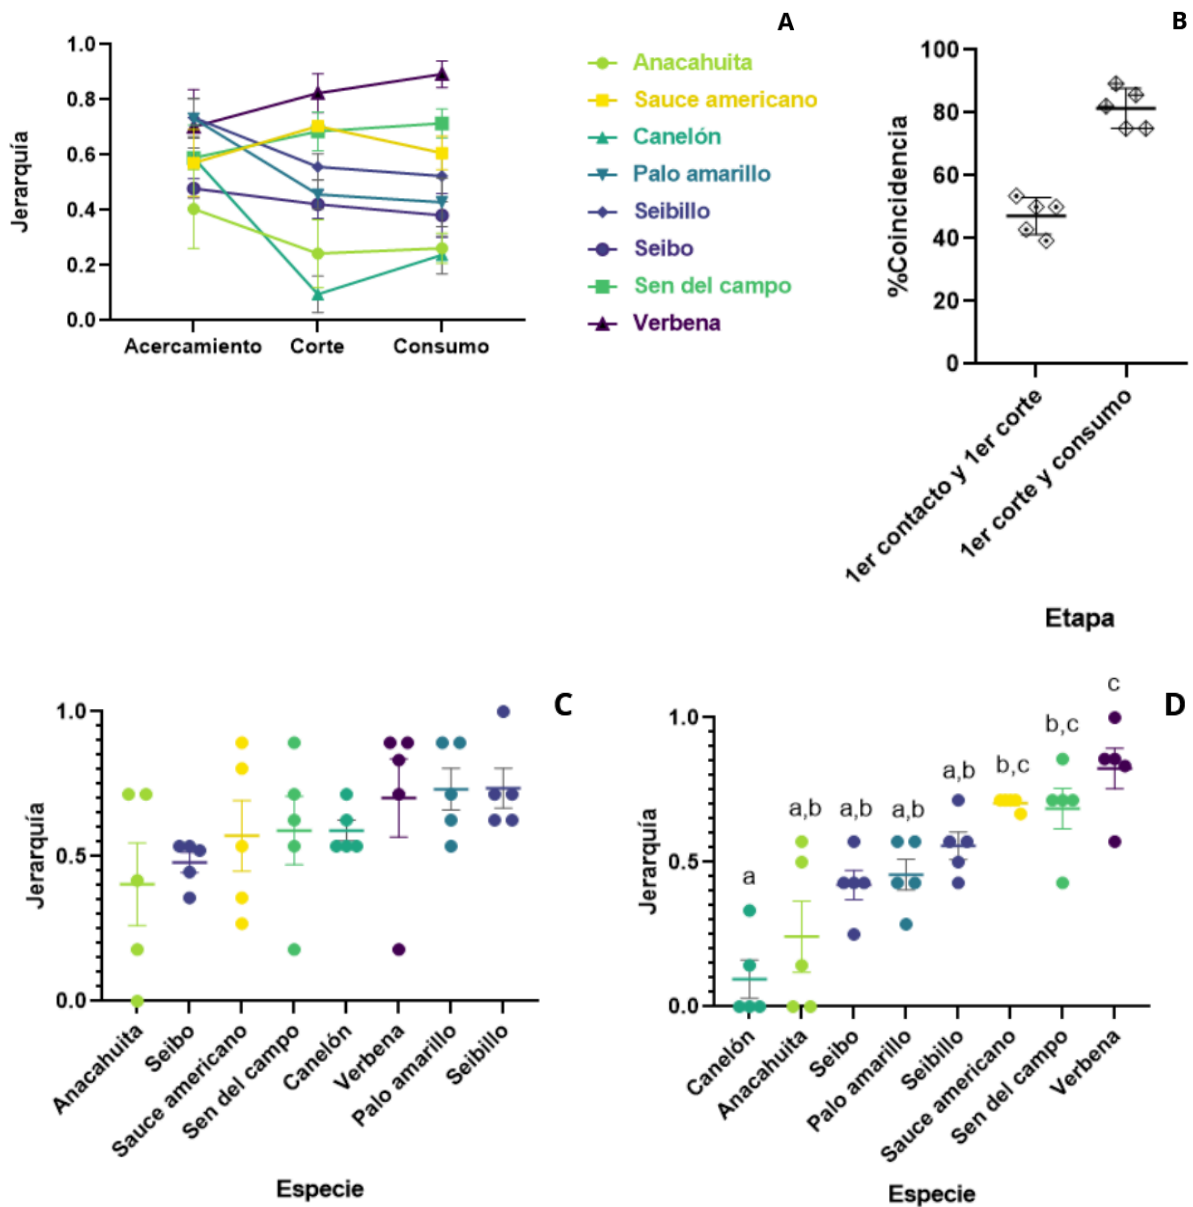 A
Jerarquía
1.0
0.8
0.6
0.4
0.2
0.0
Acercamiento
Corte
Consumo
Anacahuita
Sauce americano
Canelón
Palo amarillo
Seibillo
Seibo
Sen del campo
Verbena
B
%Coincidencia
100
80
60
40
20
0
1er contacto y 1er corte
1er corte y consumo
Etapa
C
Jerarquía
1.0
0.5
0.0
Anacahuita
Seibo
Sauce americano
Sen del campo
Canelón
Verbena
Palo amarillo
Seibillo
Especie
D
Jerarquía
1.0
0.5
0.0
a
a,b
a,b
a,b
a,b
b,c
b,c
c
Canelón
Anacahuita
Seibo
Palo amarillo
Seibillo
Sauce americano
Sen del campo
Verbena
Especie